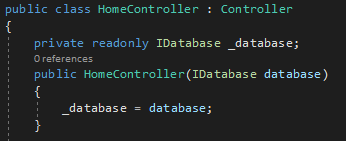 public class HomeController : Controller
{
private readonly IDatabase _database;
0 references
public HomeController(IDatabase database)
{
_database = database;
}